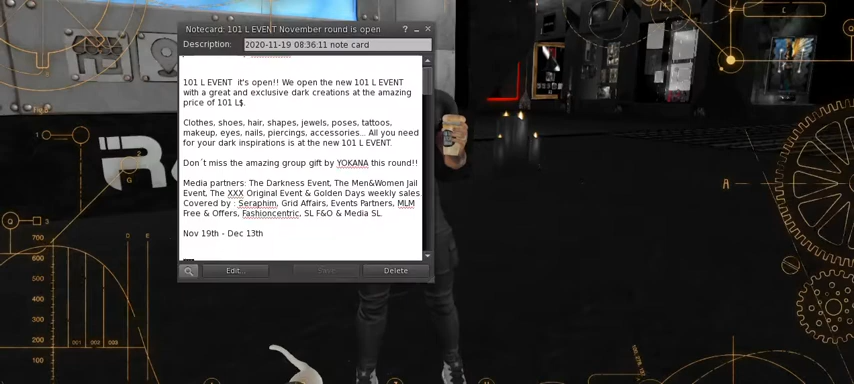 Notecard: 101 L EVENT November round is open
Description: 2020-11-19 08:36:11 note card
101 L EVENT it's open!! We open the new 101 L EVENT
with a great and exclusive dark creations at the amazing
price of 101 L$.
Clothes, shoes, hair, shapes, jewels, poses, tattoos,
makeup, eyes, nails, piercings, accessories... All you need
for your dark inspirations is at the new 101 L EVENT.
Don´t miss the amazing group gift by YOKANA this round!!
Media partners: The Darkness Event, The Men&Women Jail
Event, The XXX Original Event & Golden Days weekly sales.
Covered by : Seraphim, Grid Affairs, Events Partners, MLM
Free & Offers, Fashioncentric, SL F&O & Media SL.
Nov 19th - Dec 13th
Edit... Save Delete
1
2
G
3
D E
700
600
500
400
300
200
100
001 002 003
C
A